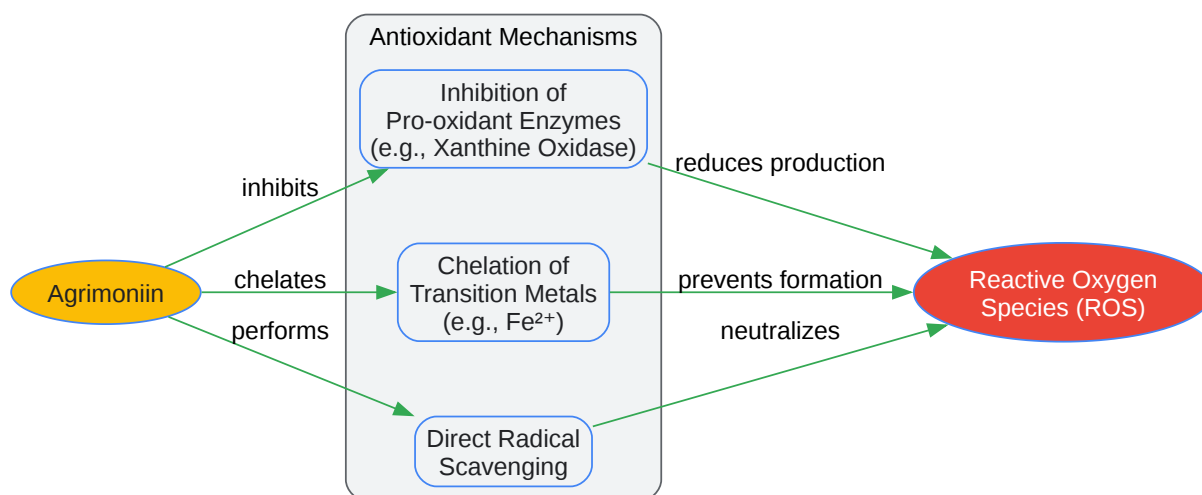 Antioxidant Mechanisms
Inhibition of
Pro-oxidant Enzymes
(e.g., Xanthine Oxidase)
reduces production
inhibits
Agrimoniin
chelates
Chelation of
Transition Metals
(e.g., Fe²⁺)
prevents formation
Reactive Oxygen
Species (ROS)
performs
neutralizes
Direct Radical
Scavenging